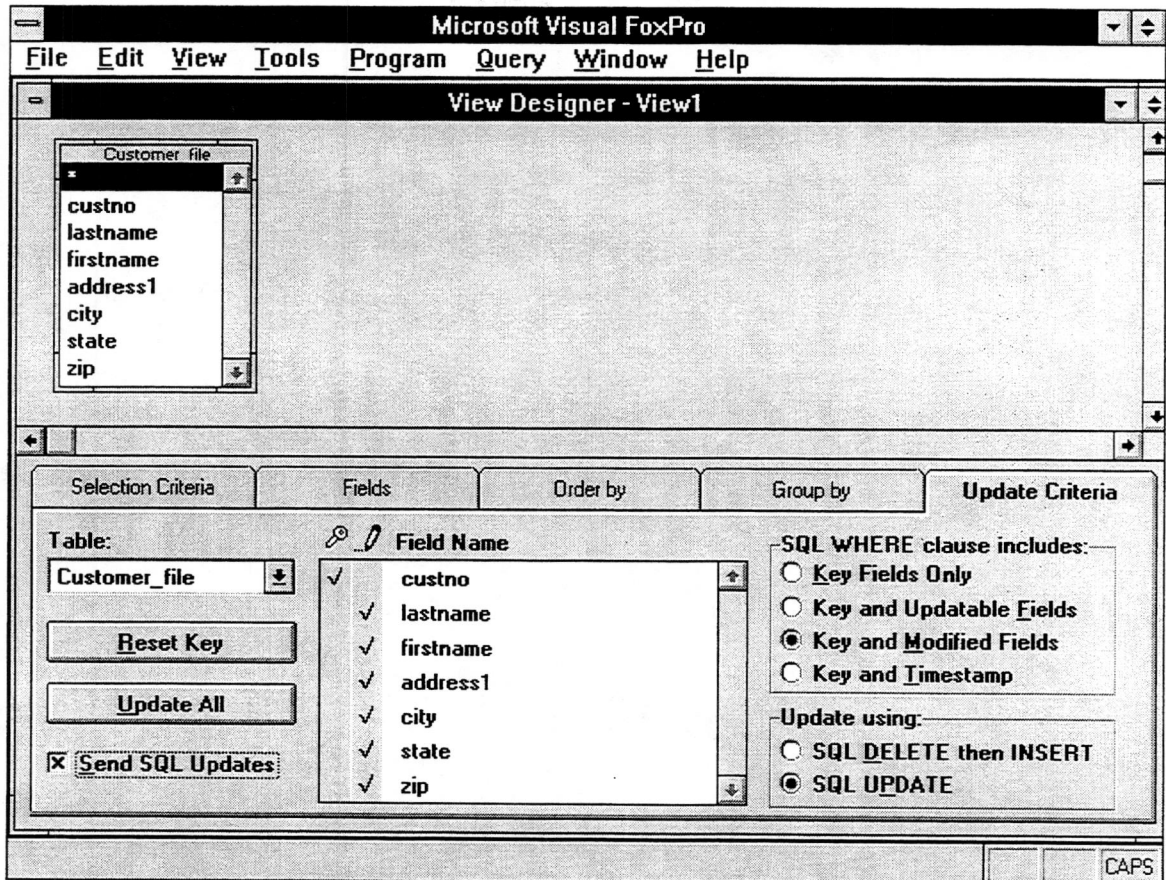 Microsoft Visual FoxPro
File Edit View Tools Program Query Window Help
View Designer - View1
Customer file
*
custno
lastname
firstname
address1
city
state
zip
Selection Criteria Fields Order by Group by Update Criteria
Table:
Customer_file
Reset Key
Update All
Send SQL Updates
Field Name
custno
lastname
firstname
address1
city
state
zip
SQL WHERE clause includes:
Key Fields Only
Key and Updatable Fields
Key and Modified Fields
Key and Timestamp
Update using:
SQL DELETE then INSERT
SQL UPDATE
CAPS